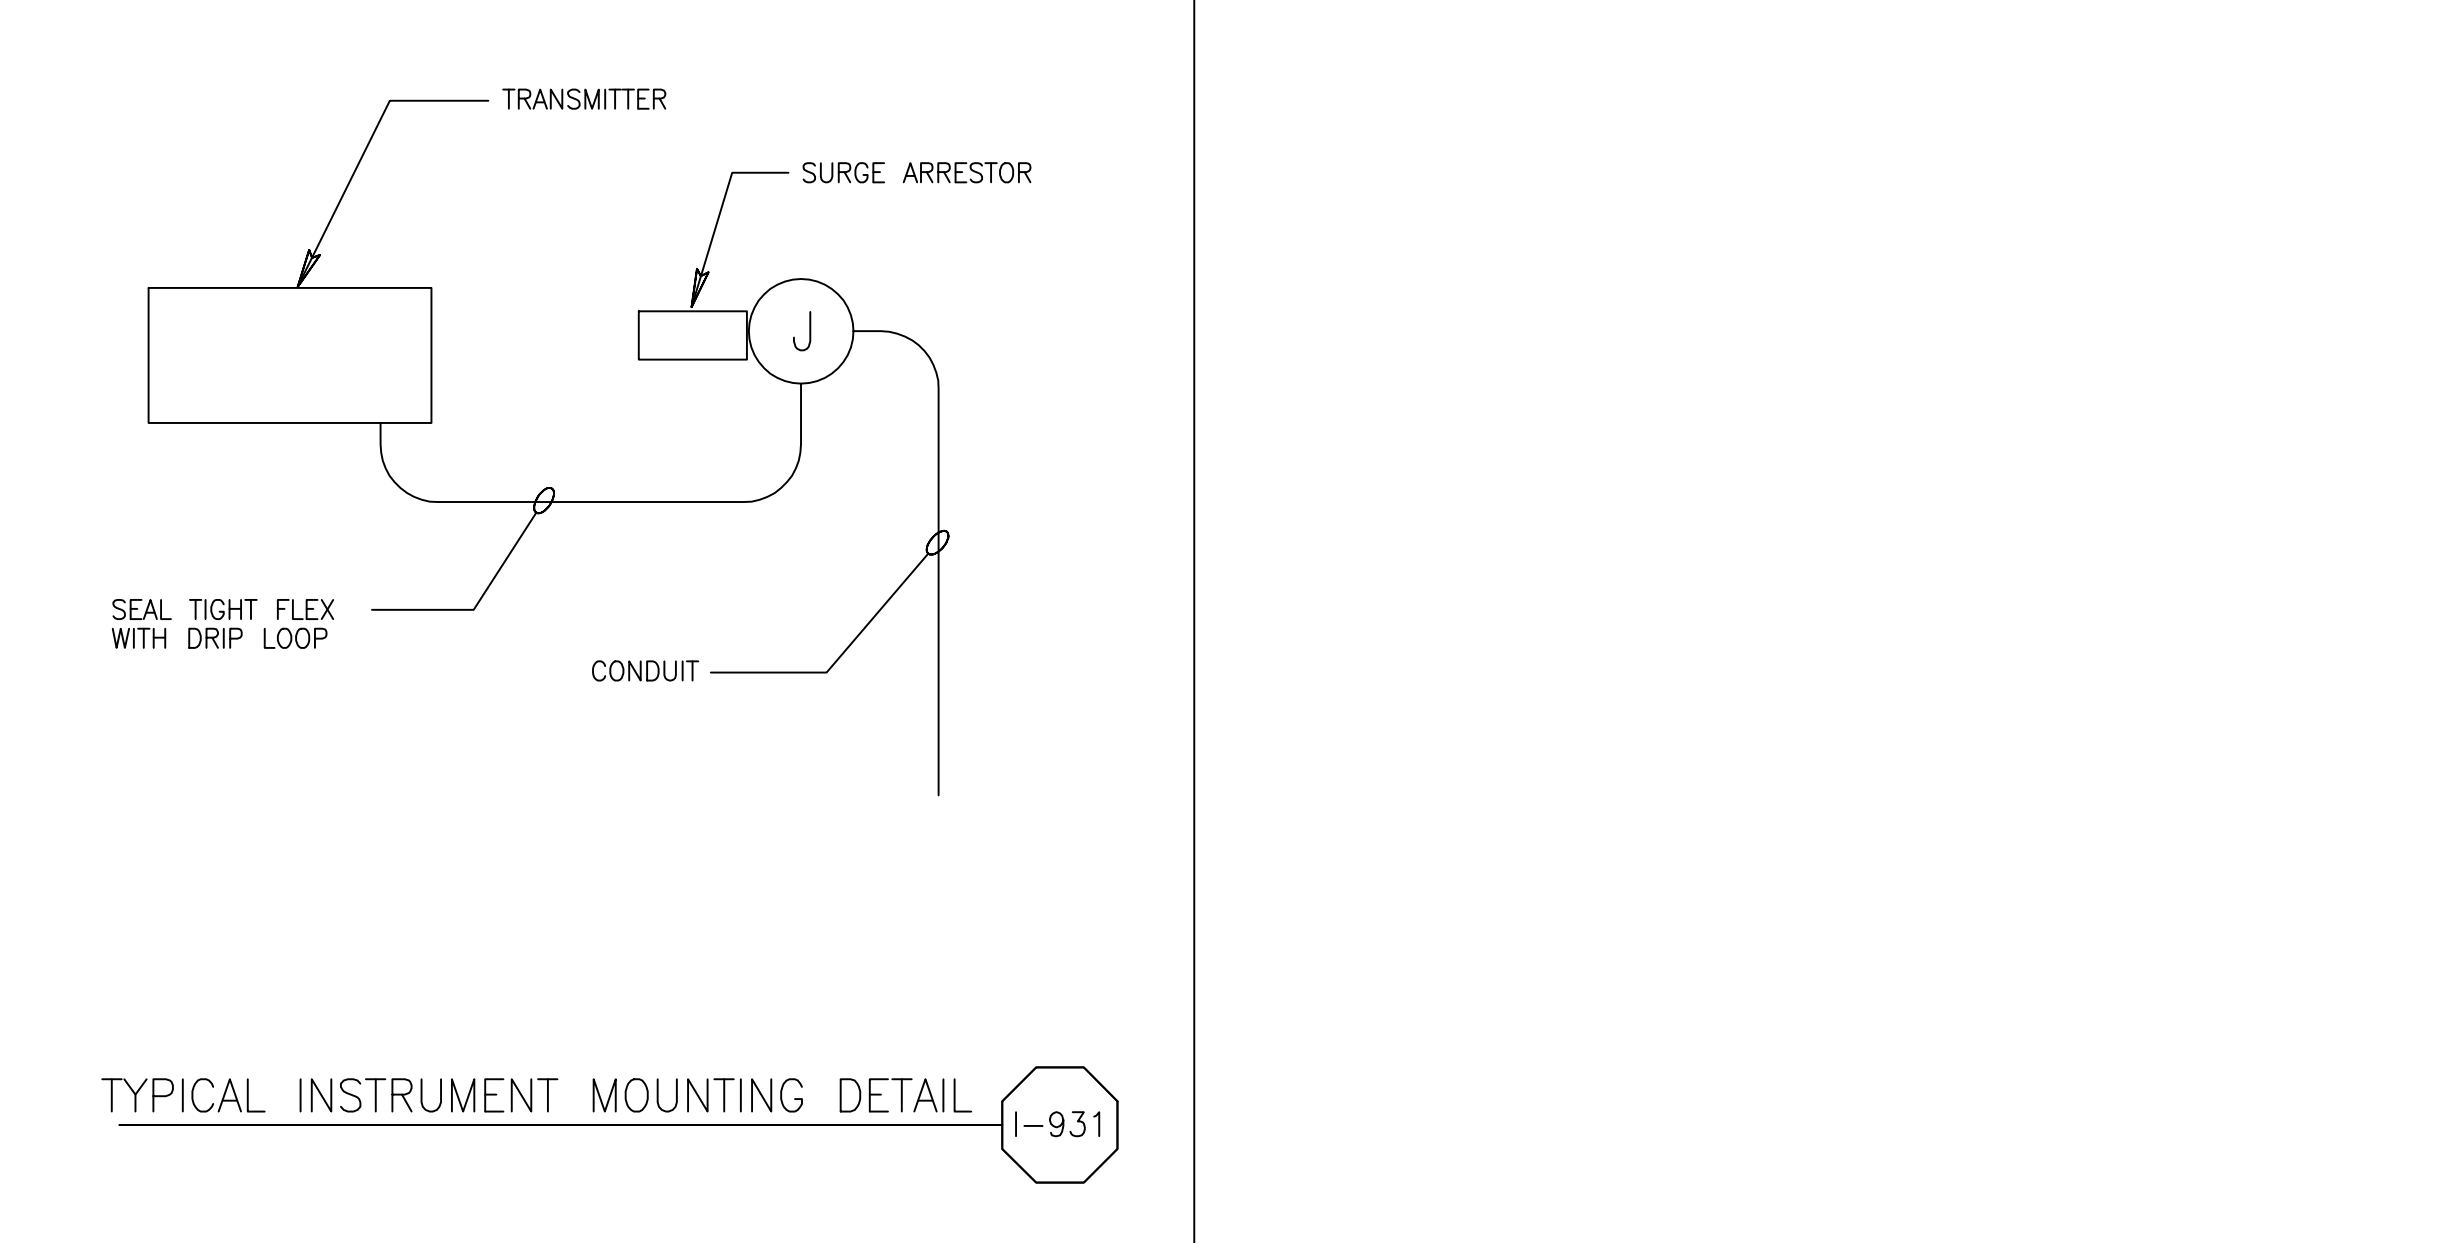 TRANSMITTER
SURGE ARRESTOR
J
SEAL TIGHT FLEX
WITH DRIP LOOP
CONDUIT
TYPICAL INSTRUMENT MOUNTING DETAIL
I-931